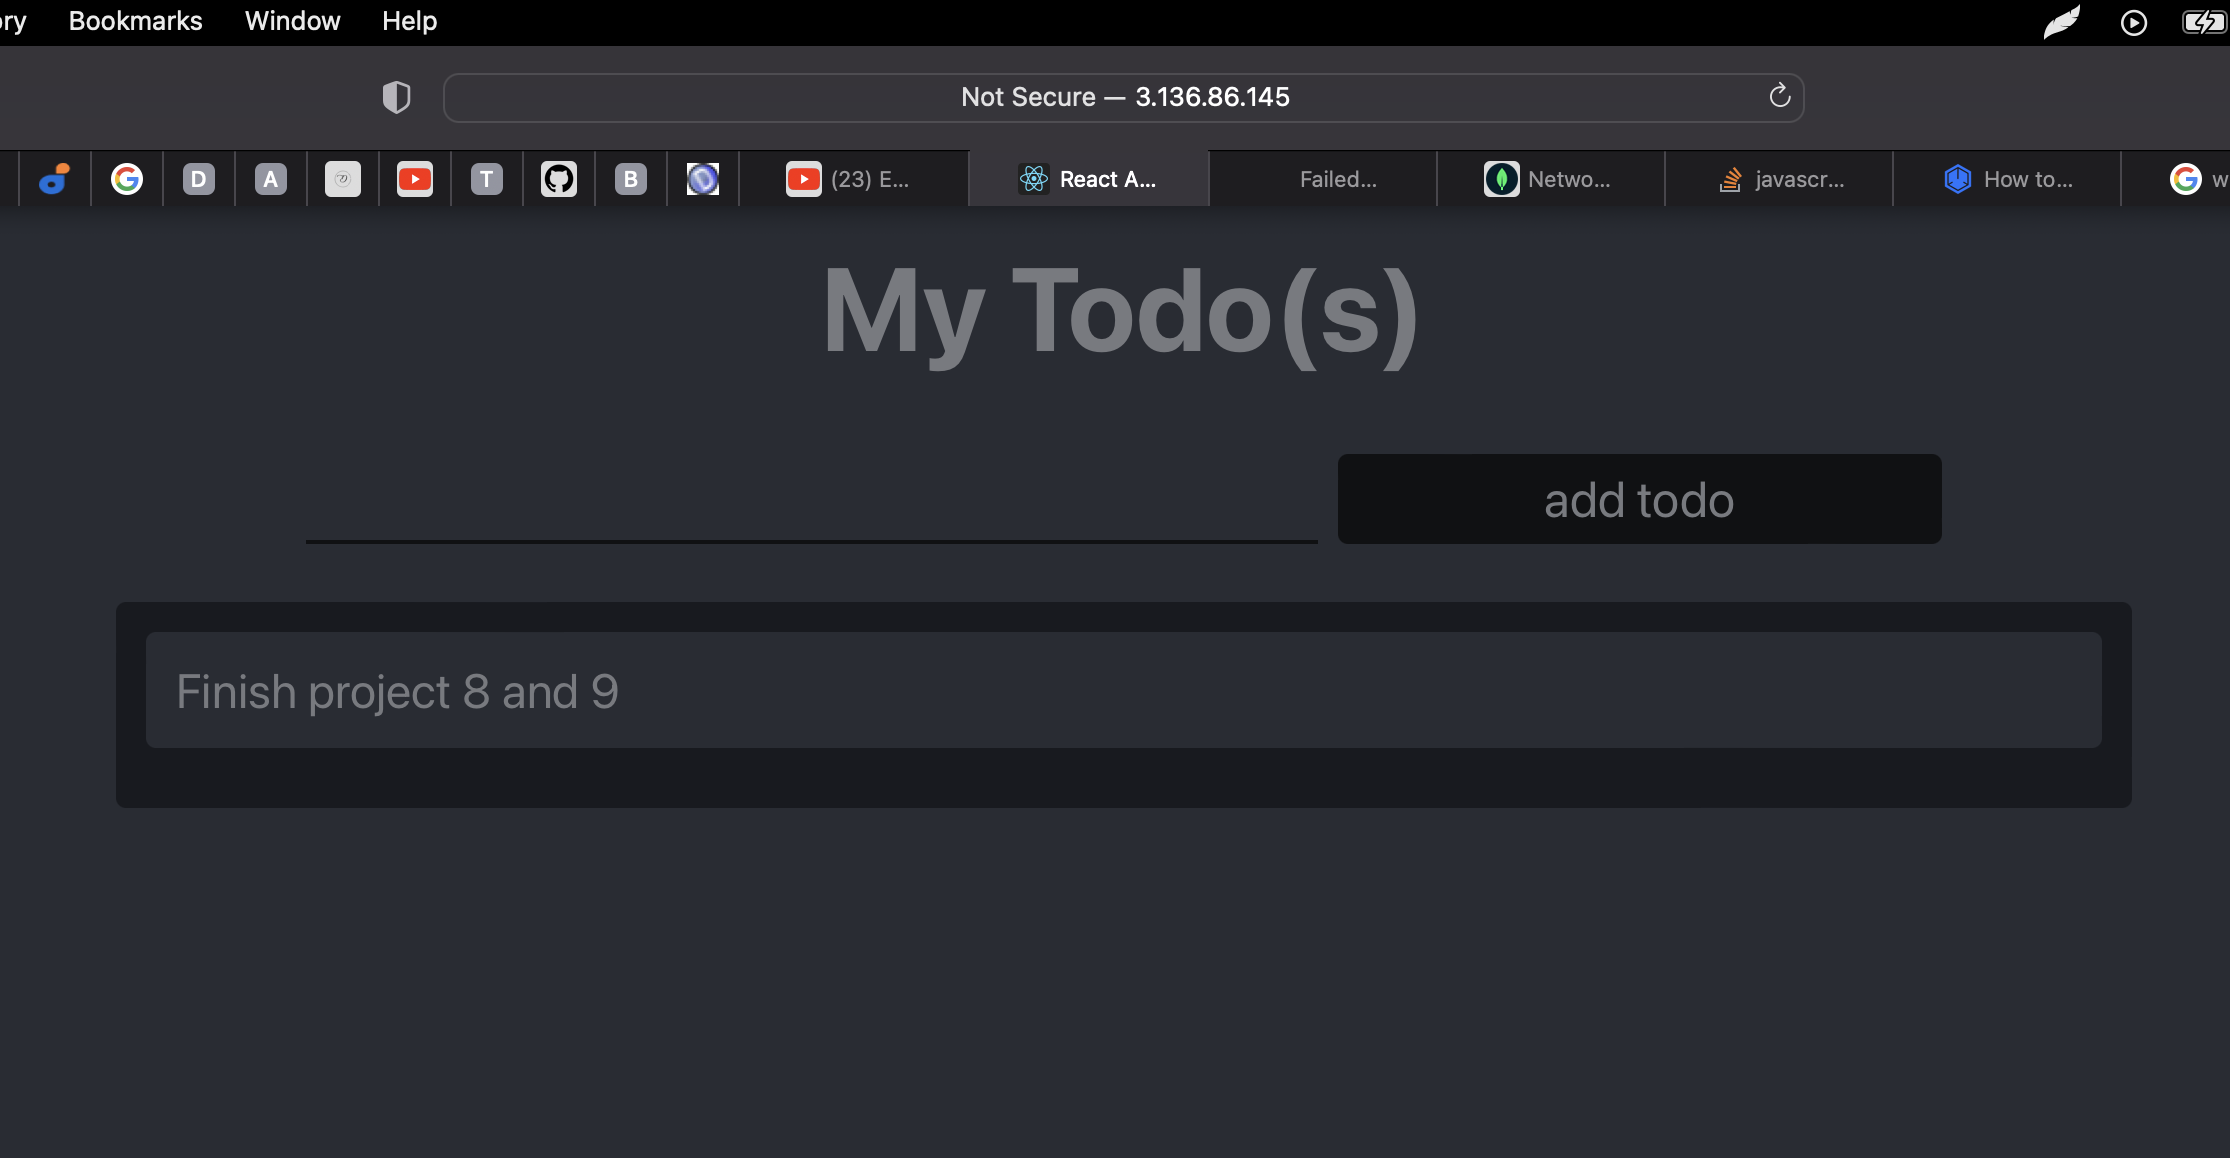 ory Bookmarks Window Help
Not Secure — 3.136.86.145
D A T B (23) E... React A... Failed... Netwo... javascr... How to... w
My Todo(s)
add todo
Finish project 8 and 9